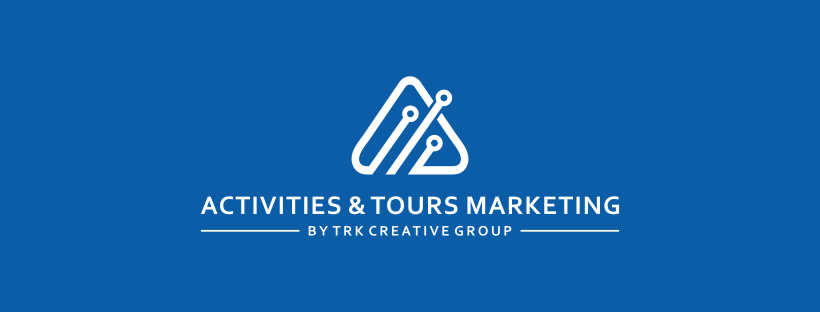 ACTIVITIES & TOURS MARKETING
BY TRK CREATIVE GROUP